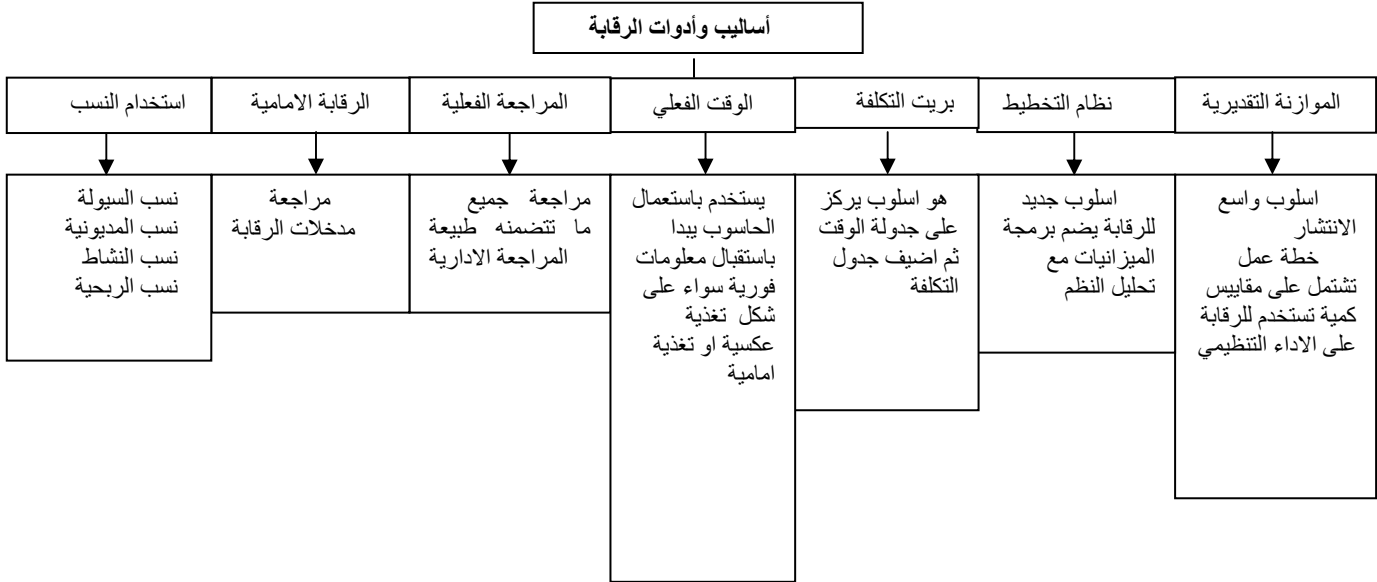 أساليب وأدوات الرقابة
الموازنة التقديرية
نظام التخطيط
بريت التكلفة
الوقت الفعلي
المراجعة الفعلية
الرقابة الامامية
استخدام النسب
اسلوب واسع
الانتشار
خطة عمل
تشتمل على مقاييس
كمية تستخدم للرقابة
على الاداء التنظيمي
اسلوب جديد
للرقابة يضم برمجة
الميزانيات مع
تحليل النظم
هو اسلوب يركز
على جدولة الوقت
ثم اضيف جدول
التكلفة
يستخدم باستعمال
الحاسوب يبدا
باستقبال معلومات
فورية سواء على
شكل تغذية
عكسية او تغذية
امامية
مراجعة جميع
ما تتضمنه طبيعة
المراجعة الادارية
مراجعة
مدخلات الرقابة
نسب السيولة
نسب المديونية
نسب النشاط
نسب الربحية